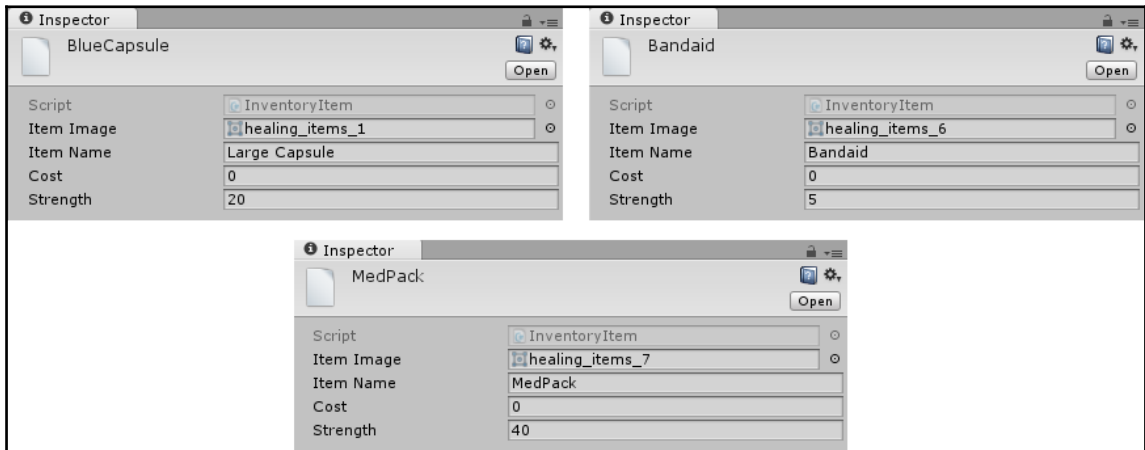 Inspector
BlueCapsule
Open
Script InventoryItem
Item Image healing_items_1
Item Name Large Capsule
Cost 0
Strength 20
Inspector
Bandaid
Open
Script InventoryItem
Item Image healing_items_6
Item Name Bandaid
Cost 0
Strength 5
Inspector
MedPack
Open
Script InventoryItem
Item Image healing_items_7
Item Name MedPack
Cost 0
Strength 40